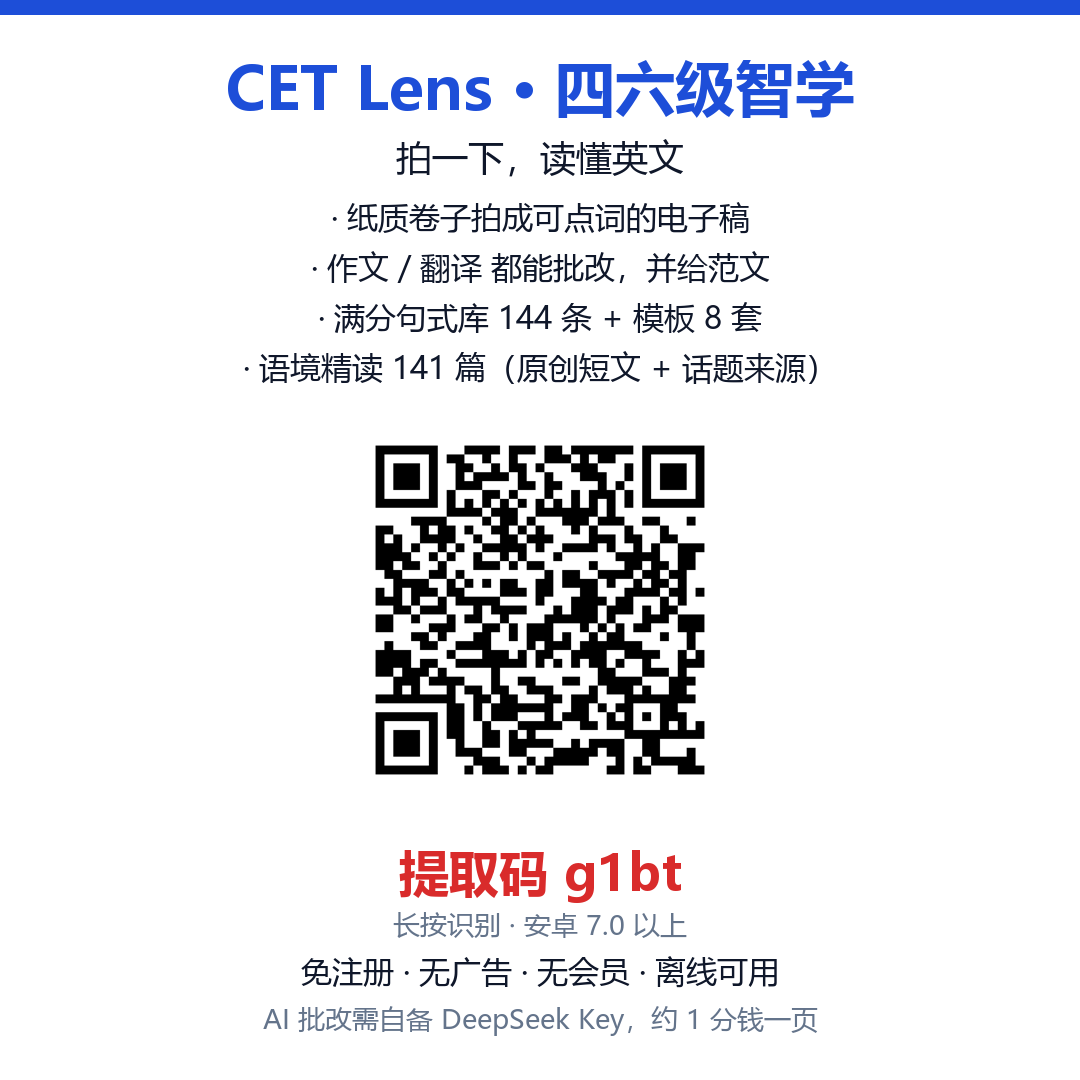 CET Lens · 四六级智学
拍一下，读懂英文
· 纸质卷子拍成可点词的电子稿
· 作文 / 翻译 都能批改，并给范文
· 满分句式库 144 条 + 模板 8 套
· 语境精读 141 篇（原创短文 + 话题来源）
提取码 g1bt
长按识别 · 安卓 7.0 以上
免注册 · 无广告 · 无会员 · 离线可用
AI 批改需自备 DeepSeek Key，约 1 分钱一页